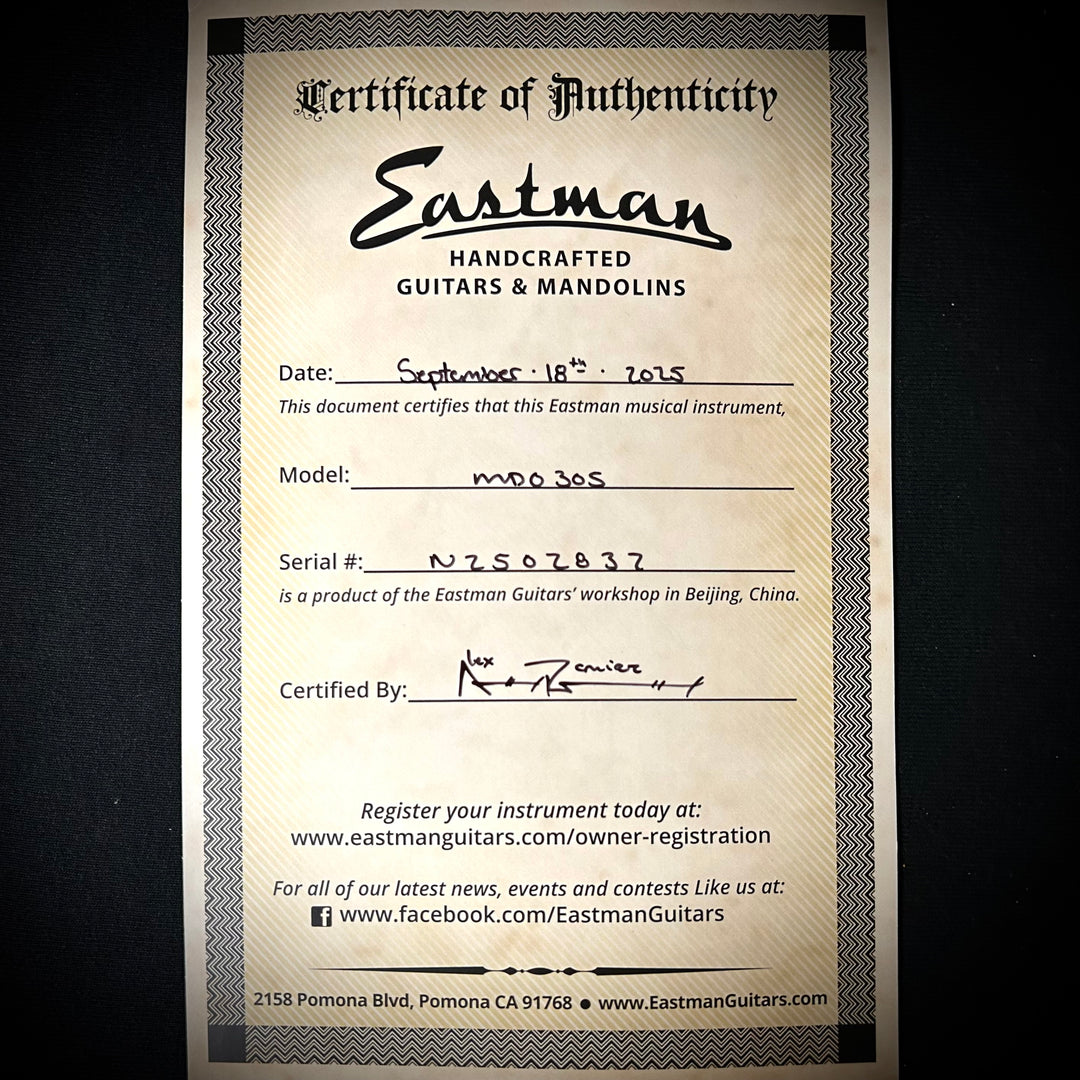 Certificate of Authenticity
Eastman
HANDCRAFTED
GUITARS & MANDOLINS
Date: September · 18th · 2025
This document certifies that this Eastman musical instrument,
Model: MDO305
Serial #: N2502832
is a product of the Eastman Guitars' workshop in Beijing, China.
Certified By: Alex
Register your instrument today at:
www.eastmanguitars.com/owner-registration
For all of our latest news, events and contests Like us at:
f www.facebook.com/EastmanGuitars
2158 Pomona Blvd, Pomona CA 91768 ● www.EastmanGuitars.com